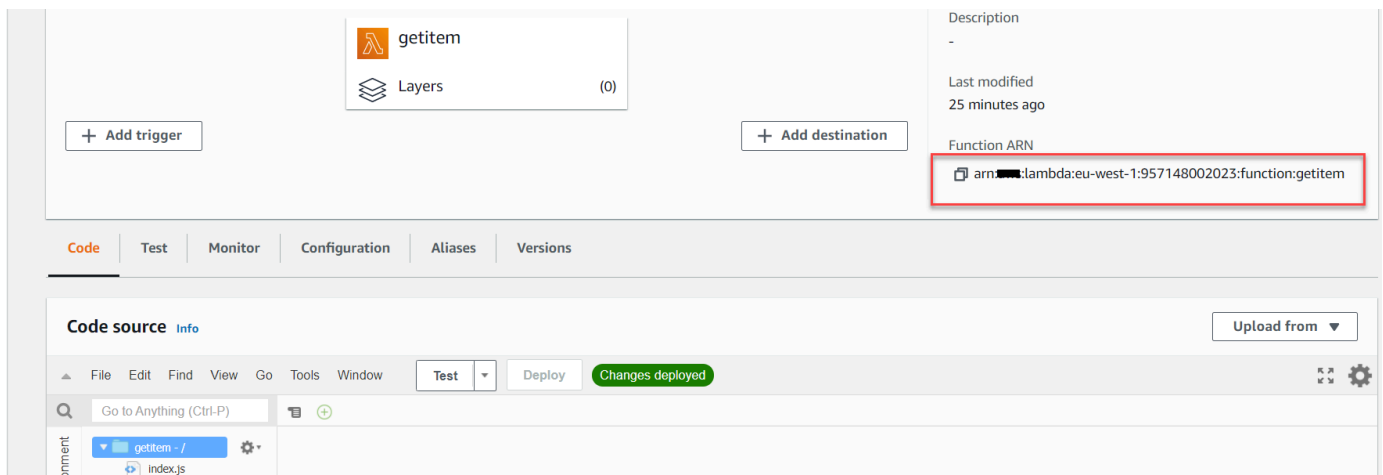 getitem
Layers (0)
Add trigger
Add destination
Description
-
Last modified
25 minutes ago
Function ARN
arn: :lambda:eu-west-1:957148002023:function:getitem
Code Test Monitor Configuration Aliases Versions
Code source Info
Upload from
File Edit Find View Go Tools Window Test Deploy Changes deployed
Go to Anything (Ctrl-P)
getitem - /
index.js